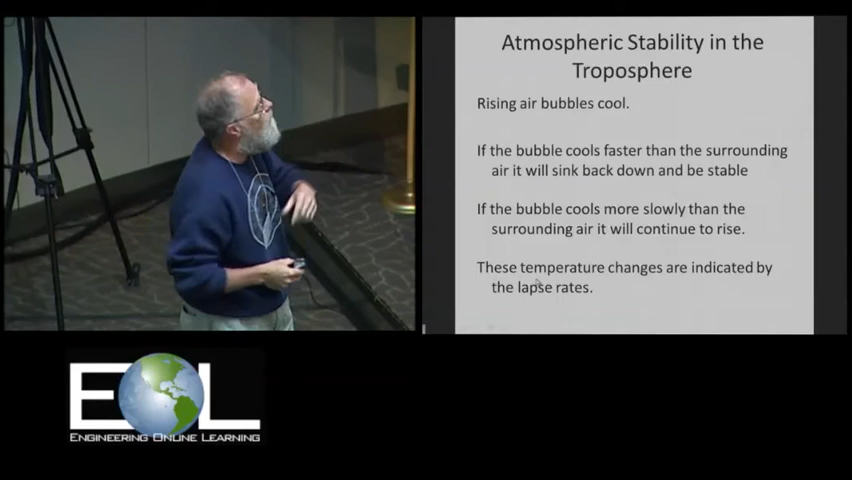 Atmospheric Stability in the
Troposphere
Rising air bubbles cool.
If the bubble cools faster than the surrounding
air it will sink back down and be stable
If the bubble cools more slowly than the
surrounding air it will continue to rise.
These temperature changes are indicated by
the lapse rates.
EOL
ENGINEERING ONLINE LEARNING